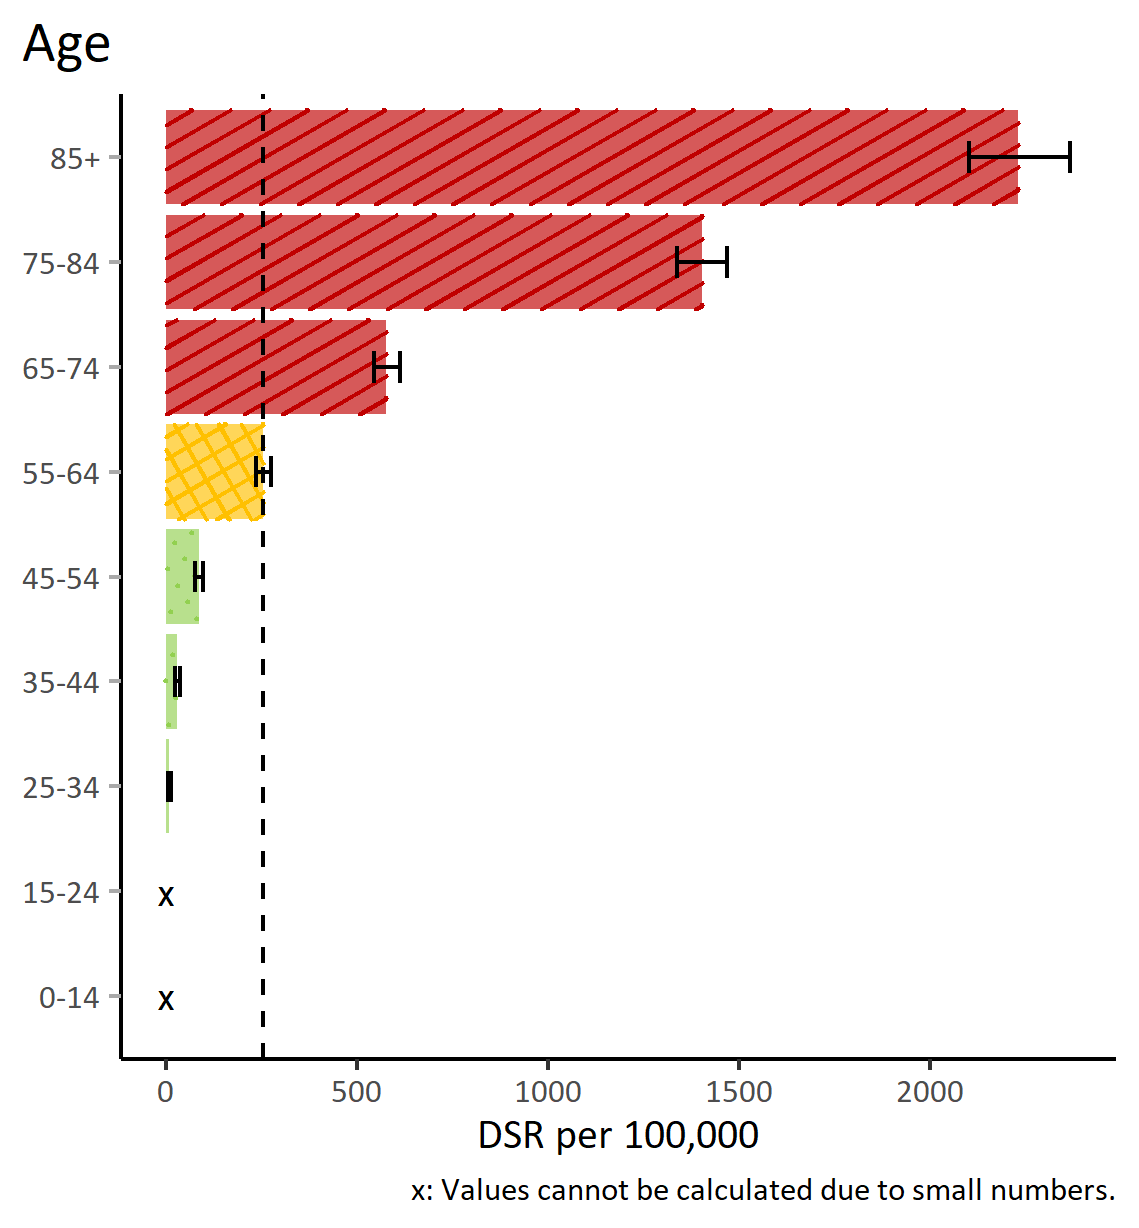 Age
85+
75-84
65-74
55-64
45-54
35-44
25-34
15-24 x
0-14 x
0 500 1000 1500 2000
DSR per 100,000
x: Values cannot be calculated due to small numbers.